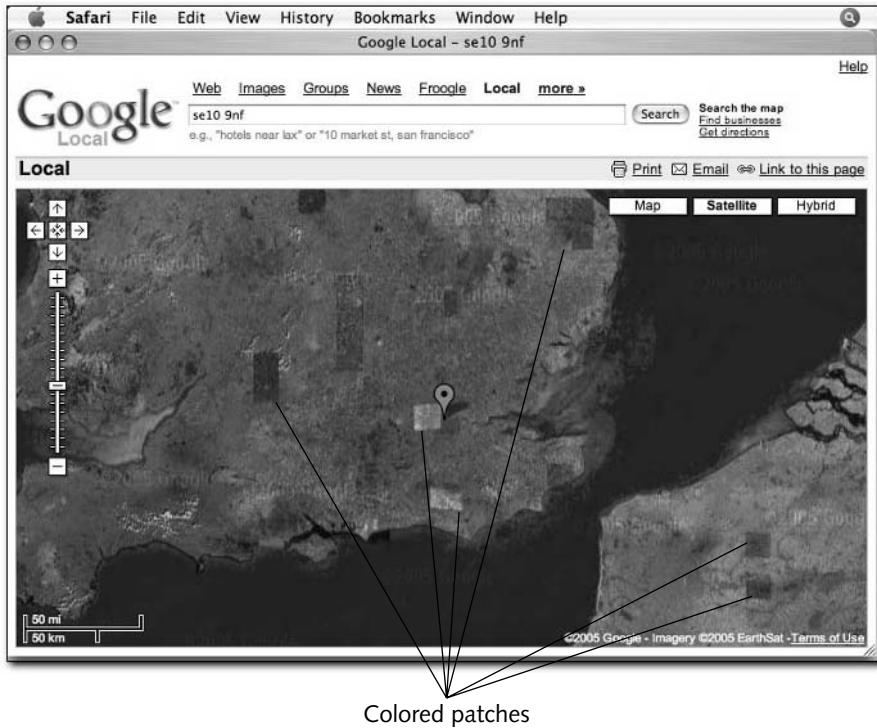 Safari File Edit View History Bookmarks Window Help
Google Local – se10 9nf
Help
Google™
Local
Web Images Groups News Froogle Local more »
se10 9nf
Search
Search the map
Find businesses
Get directions
e.g., "hotels near lax" or "10 market st, san francisco"
Local
Print Email Link to this page
Map Satellite Hybrid
50 mi
50 km
©2005 Google - Imagery ©2005 EarthSat - Terms of Use
Colored patches